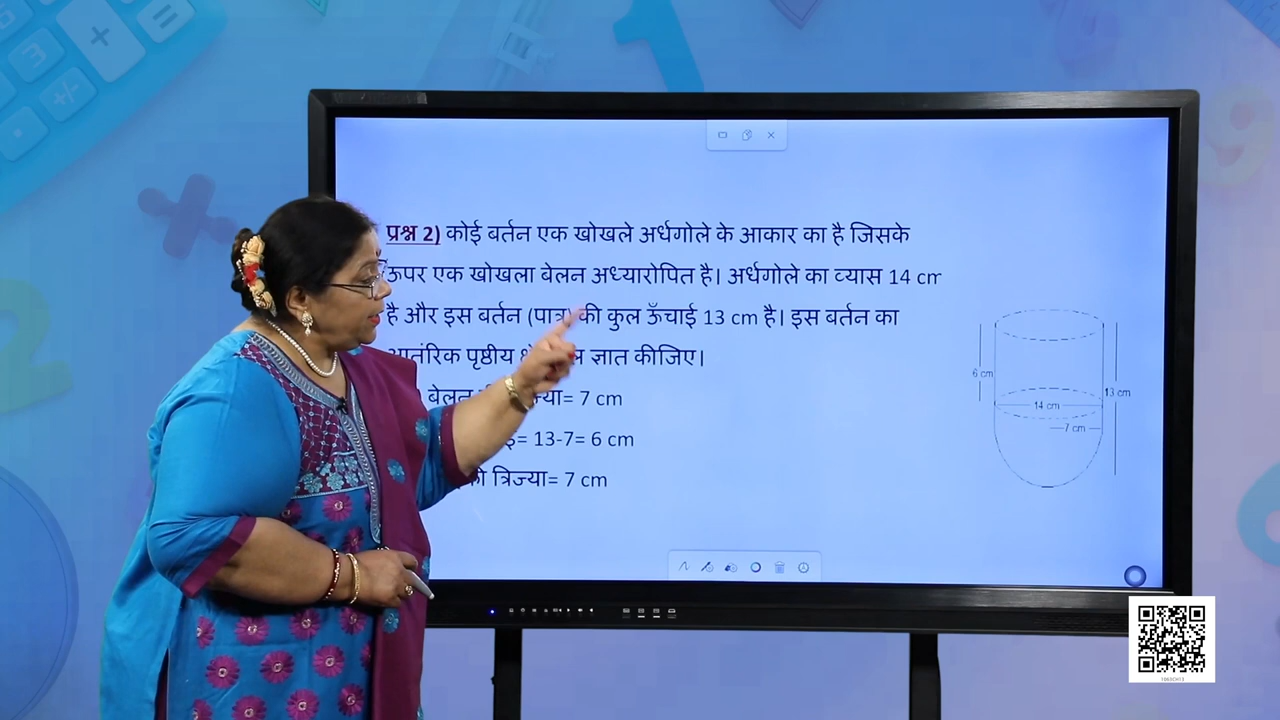 प्रश्न 2) कोई बर्तन एक खोखले अर्धगोले के आकार का है जिसके
ऊपर एक खोखला बेलन अध्यारोपित है। अर्धगोले का व्यास 14 cm
है और इस बर्तन (पात्र) की कुल ऊँचाई 13 cm है। इस बर्तन का
आतंरिक पृष्ठीय ज्ञात कीजिए।
बेलन = 7 cm
= 13-7= 6 cm
त्रिज्या= 7 cm
6 cm
13 cm
14 cm
7 cm
1063CH13